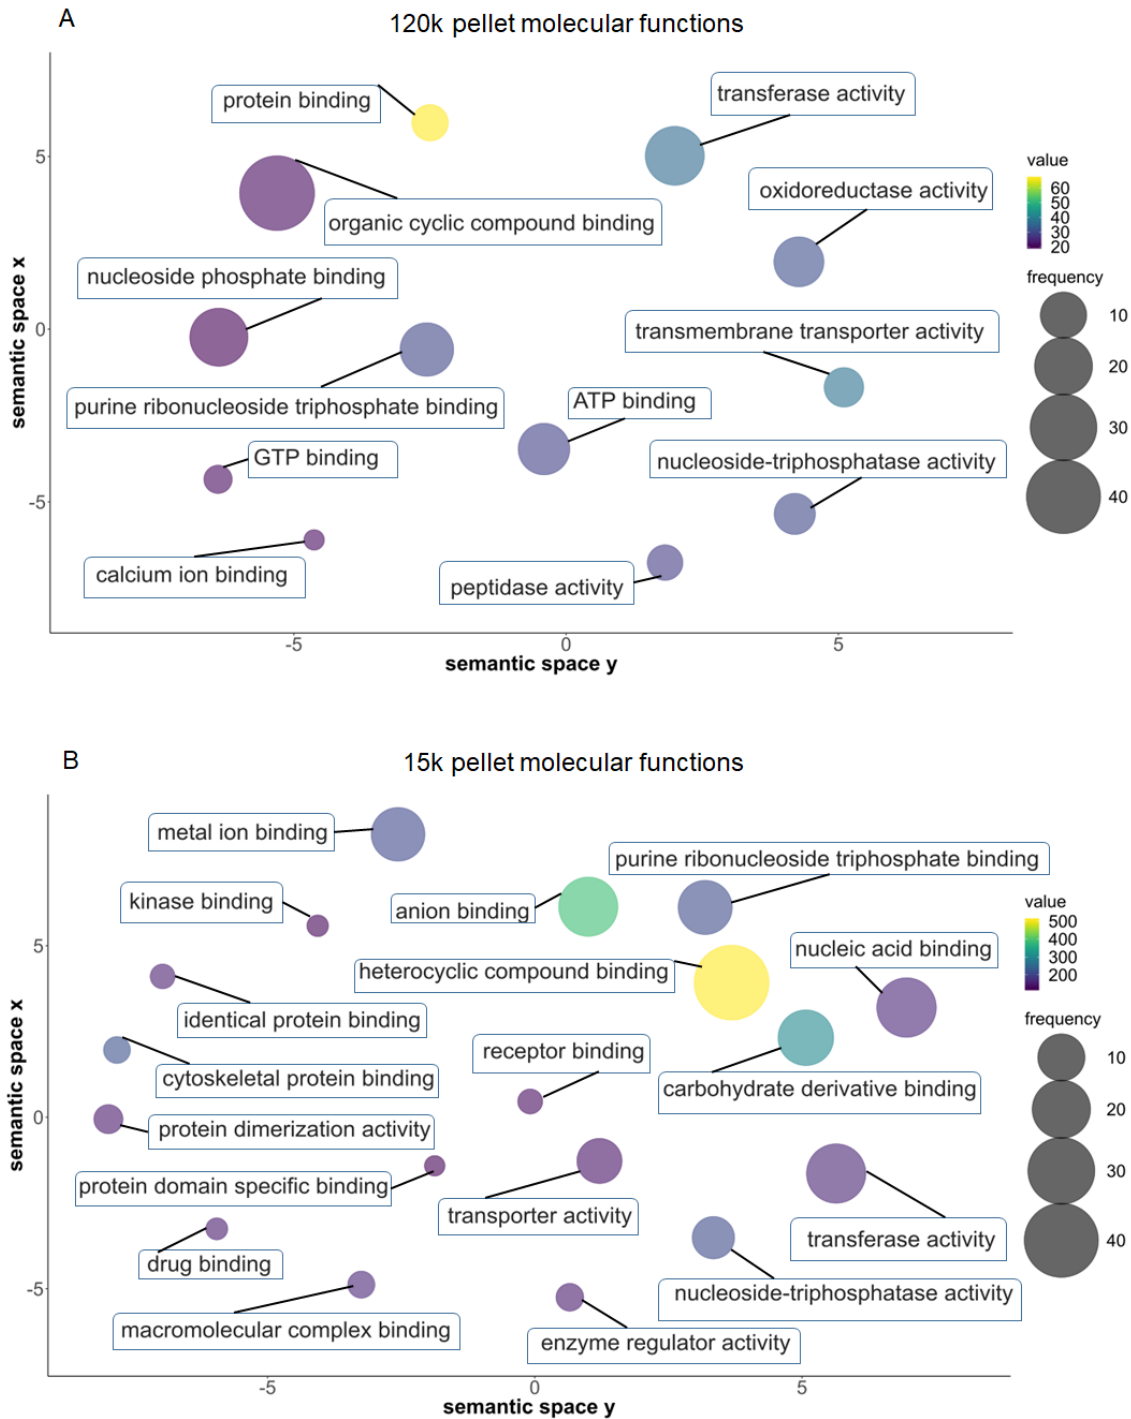 A
120k pellet molecular functions
protein binding
transferase activity
oxidoreductase activity
organic cyclic compound binding
nucleoside phosphate binding
transmembrane transporter activity
purine ribonucleoside triphosphate binding
ATP binding
GTP binding
nucleoside-triphosphatase activity
calcium ion binding
peptidase activity
5
0
-5
semantic space x
-5
0
5
semantic space y
value
60
50
40
30
20
frequency
10
20
30
40
B
15k pellet molecular functions
metal ion binding
purine ribonucleoside triphosphate binding
kinase binding
anion binding
nucleic acid binding
heterocyclic compound binding
identical protein binding
receptor binding
cytoskeletal protein binding
carbohydrate derivative binding
protein dimerization activity
protein domain specific binding
transporter activity
transferase activity
drug binding
nucleoside-triphosphatase activity
macromolecular complex binding
enzyme regulator activity
5
0
-5
semantic space x
-5
0
5
semantic space y
value
500
400
300
200
frequency
10
20
30
40